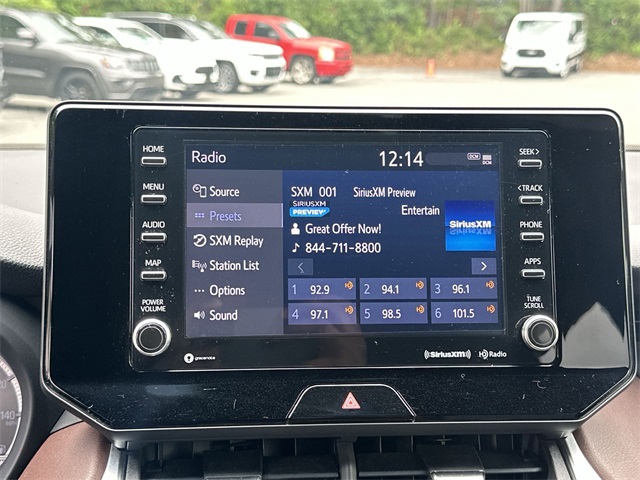 HOME
MENU
AUDIO
MAP
POWER
VOLUME
Radio
12:14
DCM
DCM
Source
Presets
SXM Replay
Station List
Options
Sound
SXM 001 SiriusXM Preview
SIRIUSXM
PREVIEW
Entertain
Great Offer Now!
844-711-8800
SiriusXM
1 92.9
2 94.1
3 96.1
4 97.1
5 98.5
6 101.5
SEEK>
<TRACK
PHONE
APPS
TUNE
SCROLL
gracenote
SiriusXM
HD Radio
140